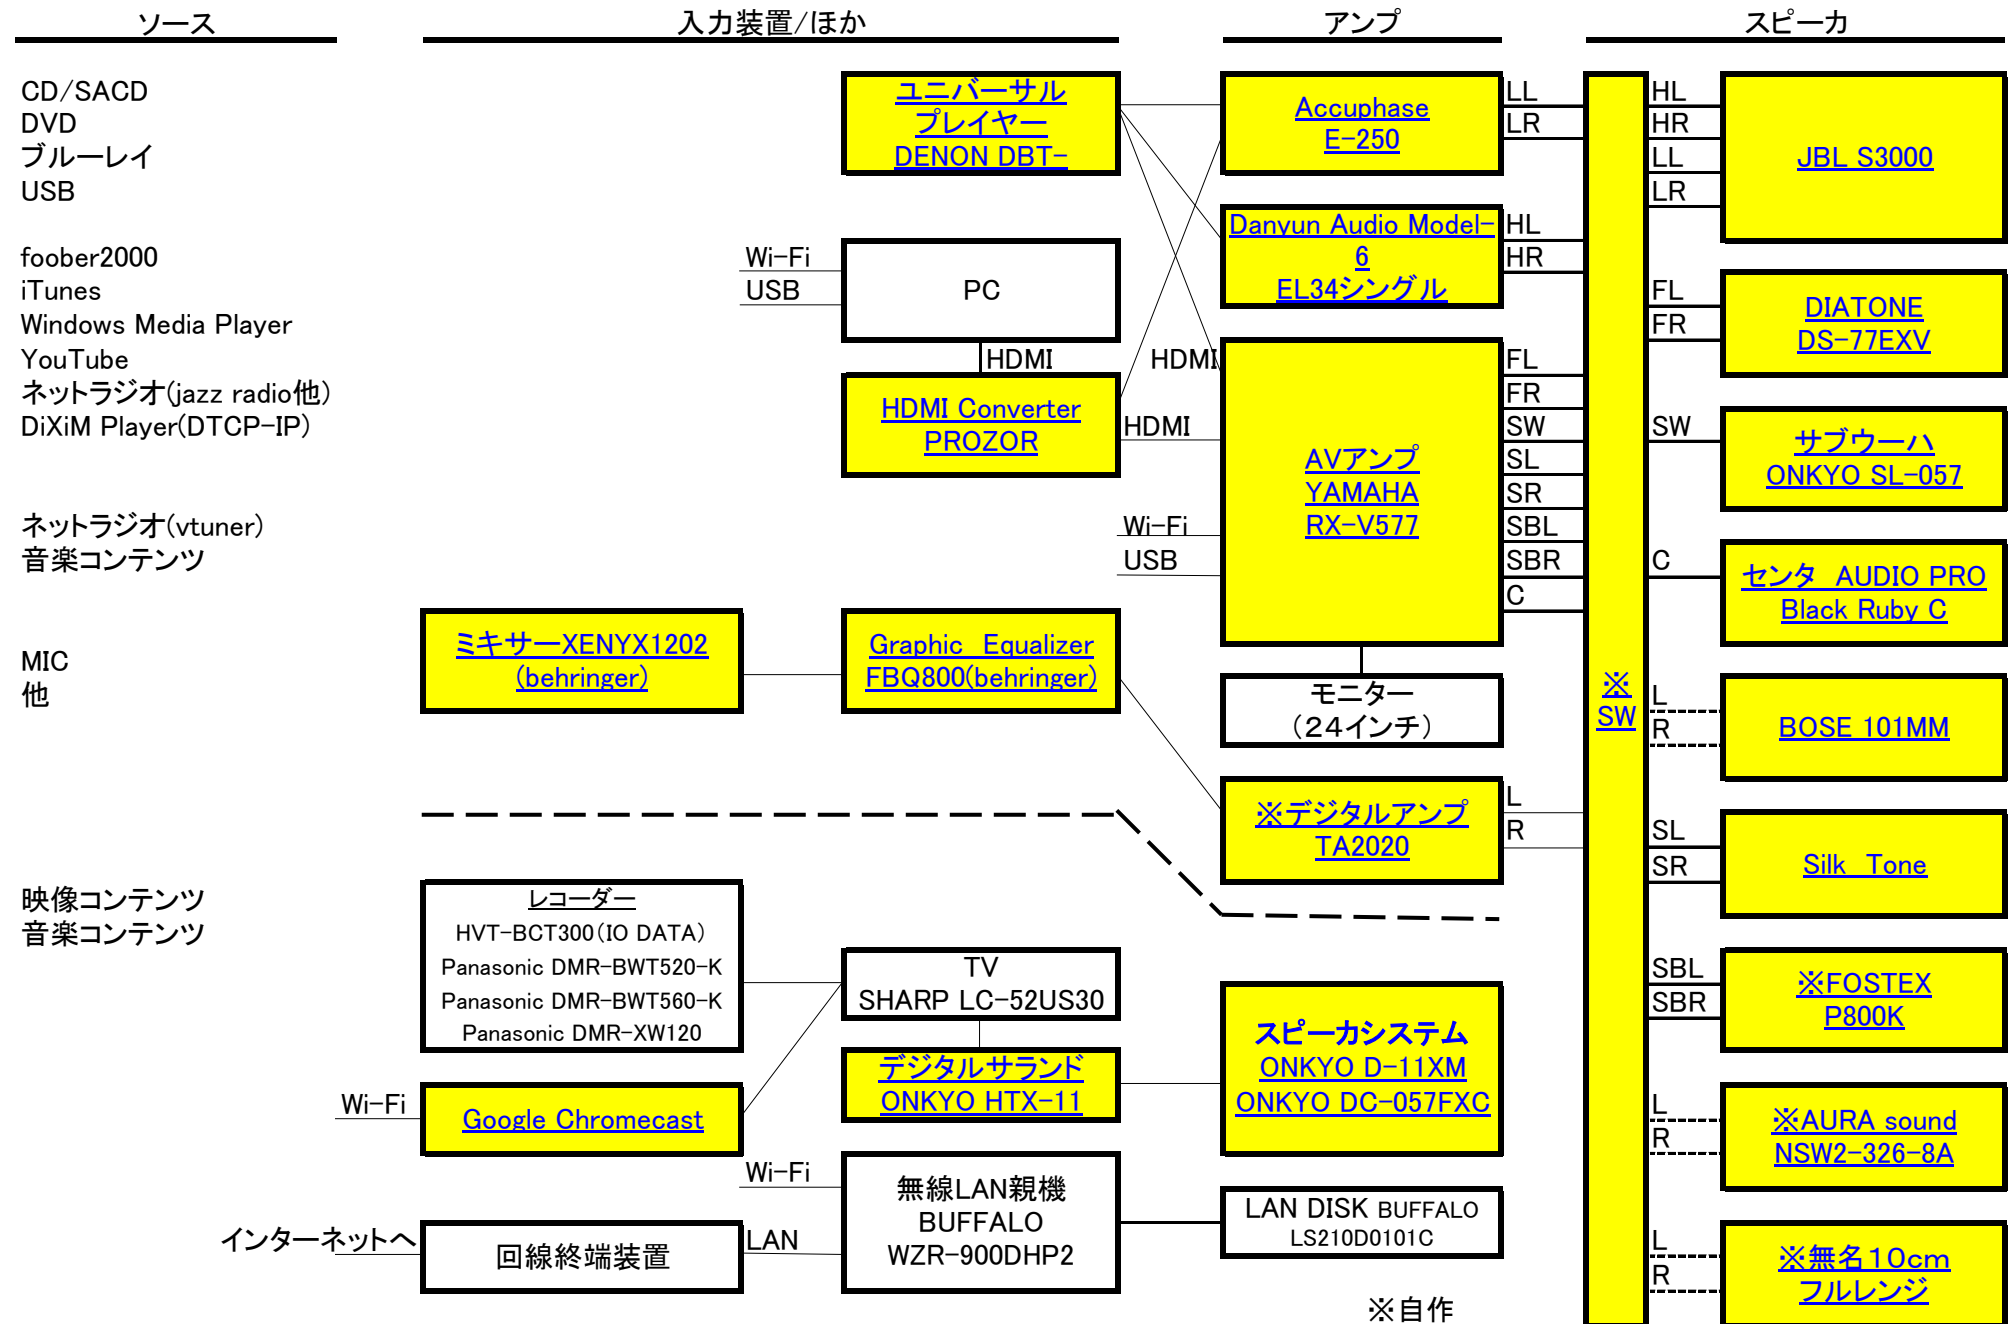 ソース
入力装置/ほか
アンプ
スピーカ
CD/SACD
DVD
ブルーレイ
USB
foober2000
iTunes
Windows Media Player
YouTube
ネットラジオ(jazz radio他)
DiXiM Player(DTCP-IP)
ネットラジオ(vtuner)
音楽コンテンツ
MIC
他
映像コンテンツ
音楽コンテンツ
ユニバーサル
プレイヤー
DENON DBT-
Wi-Fi
USB
PC
HDMI
HDMI
HDMI Converter
PROZOR
HDMI
Wi-Fi
USB
ミキサーXENYX1202
(behringer)
Graphic Equalizer
FBQ800(behringer)
レコーダー
HVT-BCT300(IO DATA)
Panasonic DMR-BWT520-K
Panasonic DMR-BWT560-K
Panasonic DMR-XW120
TV
SHARP LC-52US30
デジタルサランド
ONKYO HTX-11
Wi-Fi
Google Chromecast
Wi-Fi
無線LAN親機
BUFFALO
WZR-900DHP2
インターネットへ
回線終端装置
LAN
Accuphase
E-250
LL
LR
Danyun Audio Model-
6
EL34シングル
HL
HR
AVアンプ
YAMAHA
RX-V577
FL
FR
SW
SL
SR
SBL
SBR
C
モニター
(24インチ)
※デジタルアンプ
TA2020
L
R
スピーカシステム
ONKYO D-11XM
ONKYO DC-057FXC
LAN DISK BUFFALO
LS210D0101C
※自作
※
SW
HL
HR
LL
LR
JBL S3000
FL
FR
DIATONE
DS-77EXV
SW
サブウーハ
ONKYO SL-057
C
センタ AUDIO PRO
Black Ruby C
L
R
BOSE 101MM
SL
SR
Silk Tone
SBL
SBR
※FOSTEX
P800K
L
R
※AURA sound
NSW2-326-8A
L
R
※無名10cm
フルレンジ